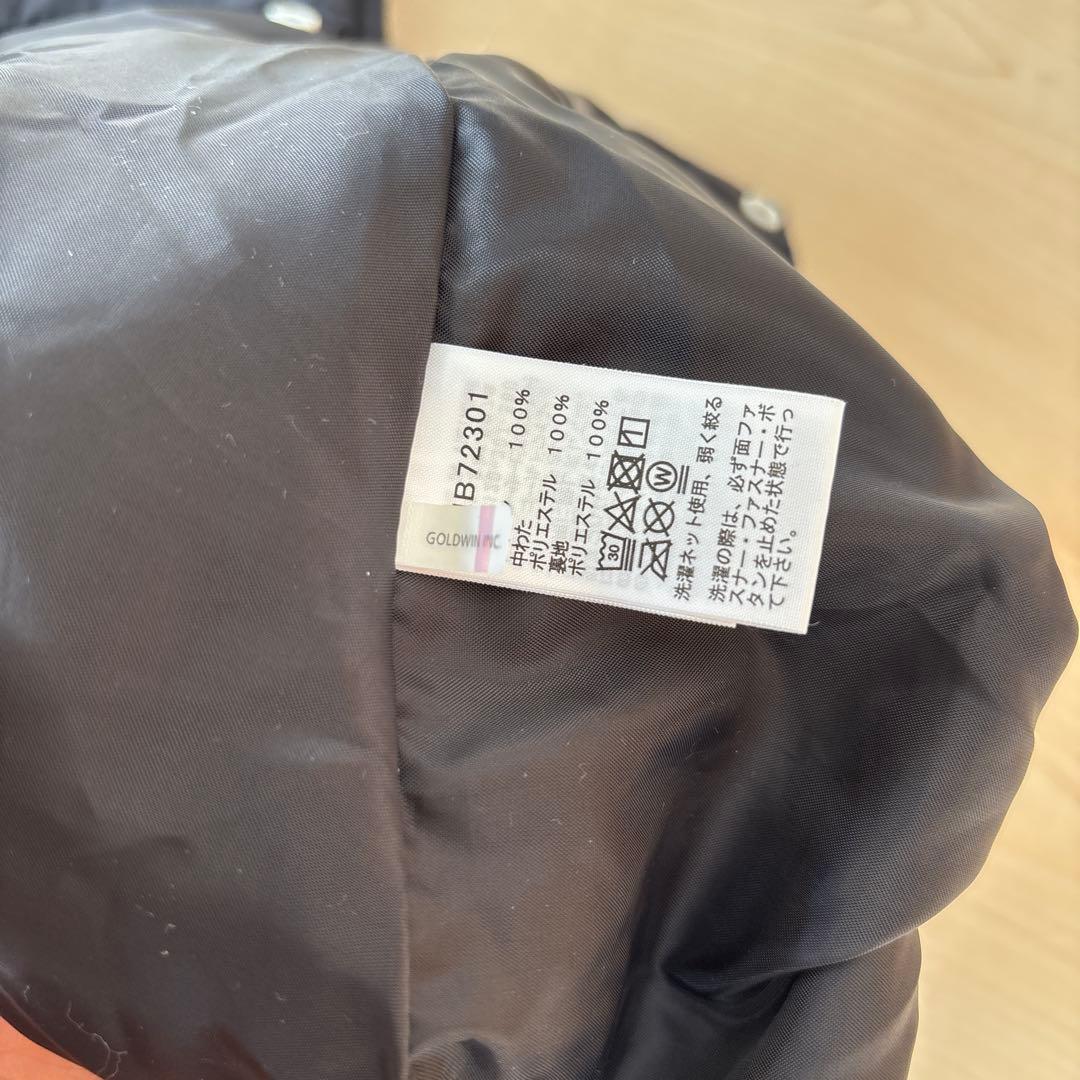 B72301
100%
中わた
ポリエステル 100%
裏地
ポリエステル 100%
30
W
洗濯ネット使用、弱く絞る
洗濯の際は、必ず面ファ
スナー・ファスナー・ボ
タンを止めた状態で行っ
て下さい。
GOLDWIN INC.